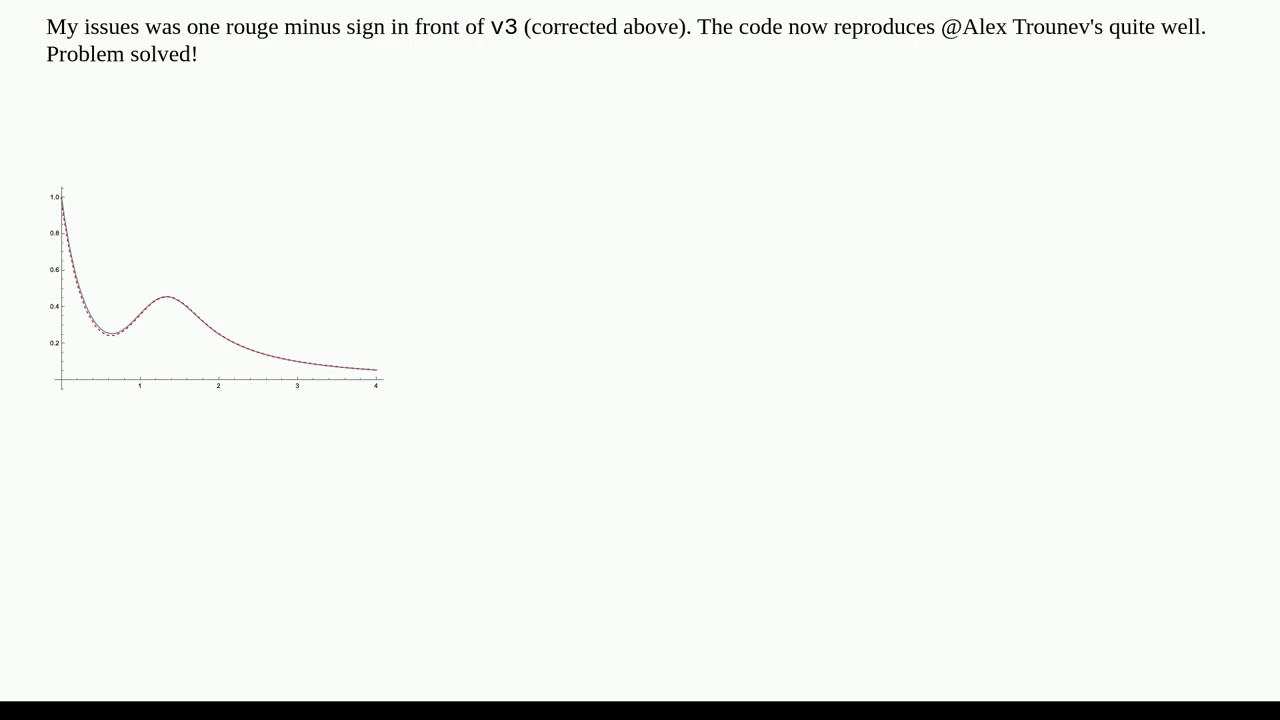 My issues was one rouge minus sign in front of v3 (corrected above). The code now reproduces @Alex Trounev's quite well.
Problem solved!
1.0
0.8
0.6
0.4
0.2
1 2 3 4